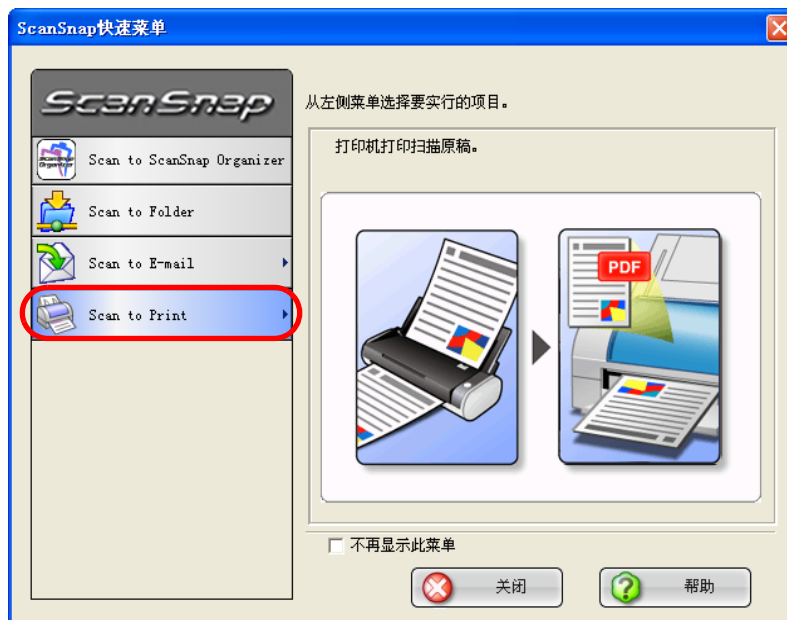 ScanSnap快速菜单
ScanSnap
从左侧菜单选择要实行的项目。
Scan to ScanSnap Organizer
Scan to Folder
Scan to E-mail
Scan to Print
打印机打印扫描原稿。
PDF
不再显示此菜单
关闭
帮助